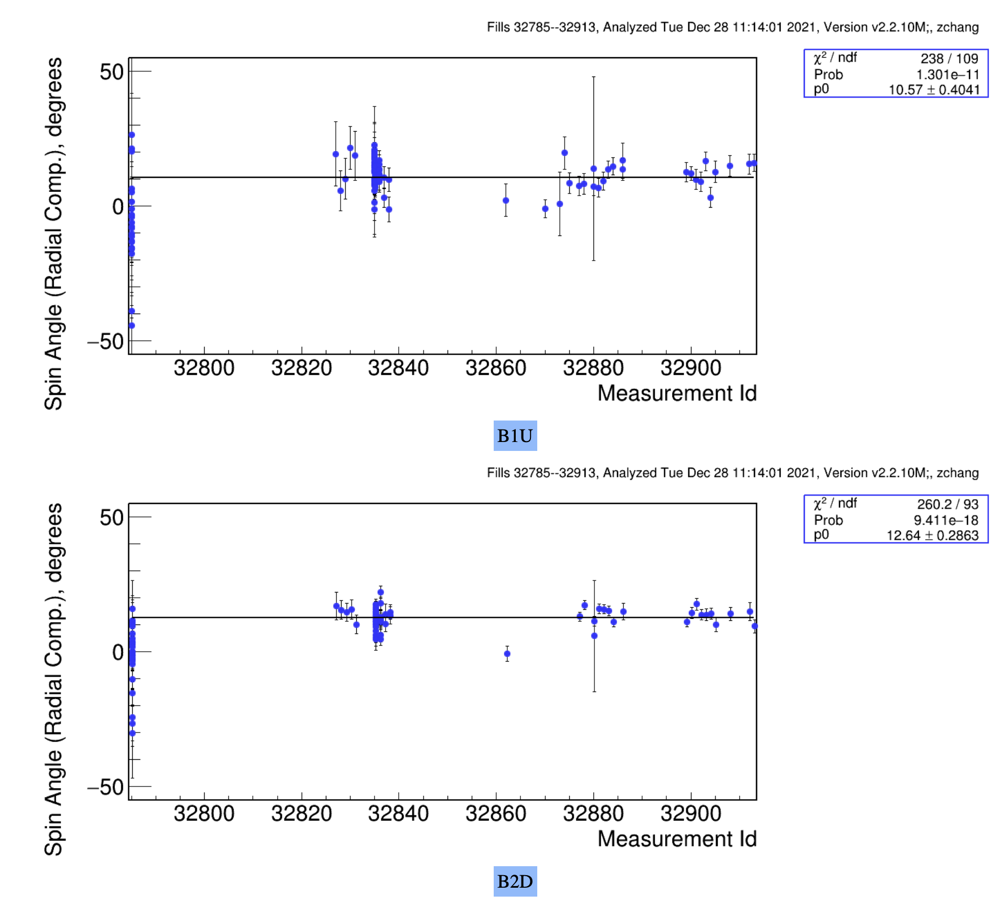 Fills 32785--32913, Analyzed Tue Dec 28 11:14:01 2021, Version v2.2.10M;, zchang
χ² / ndf 238 / 109
Prob 1.301e−11
p0 10.57 ± 0.4041
Spin Angle (Radial Comp.), degrees
50
0
−50
32800 32820 32840 32860 32880 32900
Measurement Id
B1U
Fills 32785--32913, Analyzed Tue Dec 28 11:14:01 2021, Version v2.2.10M;, zchang
χ² / ndf 260.2 / 93
Prob 9.411e−18
p0 12.64 ± 0.2863
Spin Angle (Radial Comp.), degrees
50
0
−50
32800 32820 32840 32860 32880 32900
Measurement Id
B2D